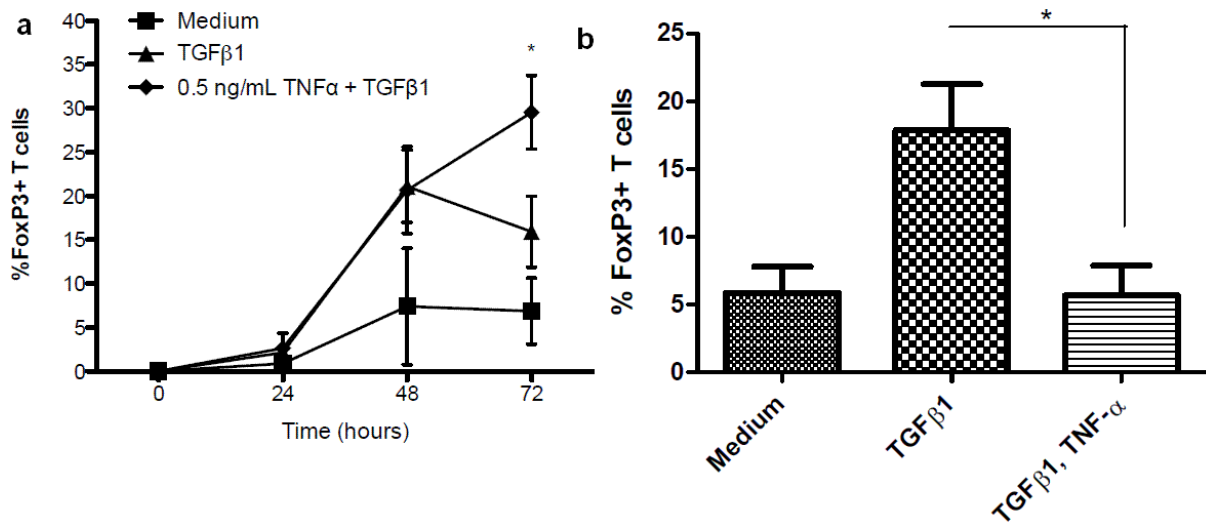 a
%FoxP3+ T cells
40
35
30
25
20
15
10
5
0
Medium
TGFβ1
0.5 ng/mL TNFα + TGFβ1
*
0 24 48 72
Time (hours)
b
% FoxP3+ T cells
25
20
15
10
5
0
*
Medium
TGFβ1
TGFβ1, TNF-α